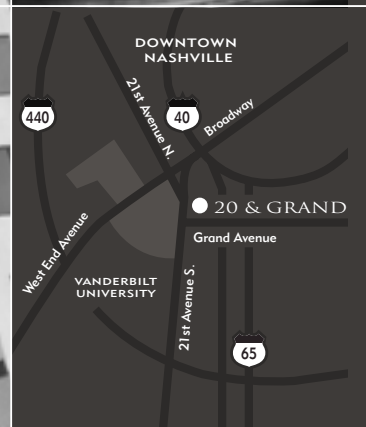 DOWNTOWN
NASHVILLE
21st Avenue N.
440
40
Broadway
20 & GRAND
Grand Avenue
West End Avenue
VANDERBILT
UNIVERSITY
21st Avenue S.
65